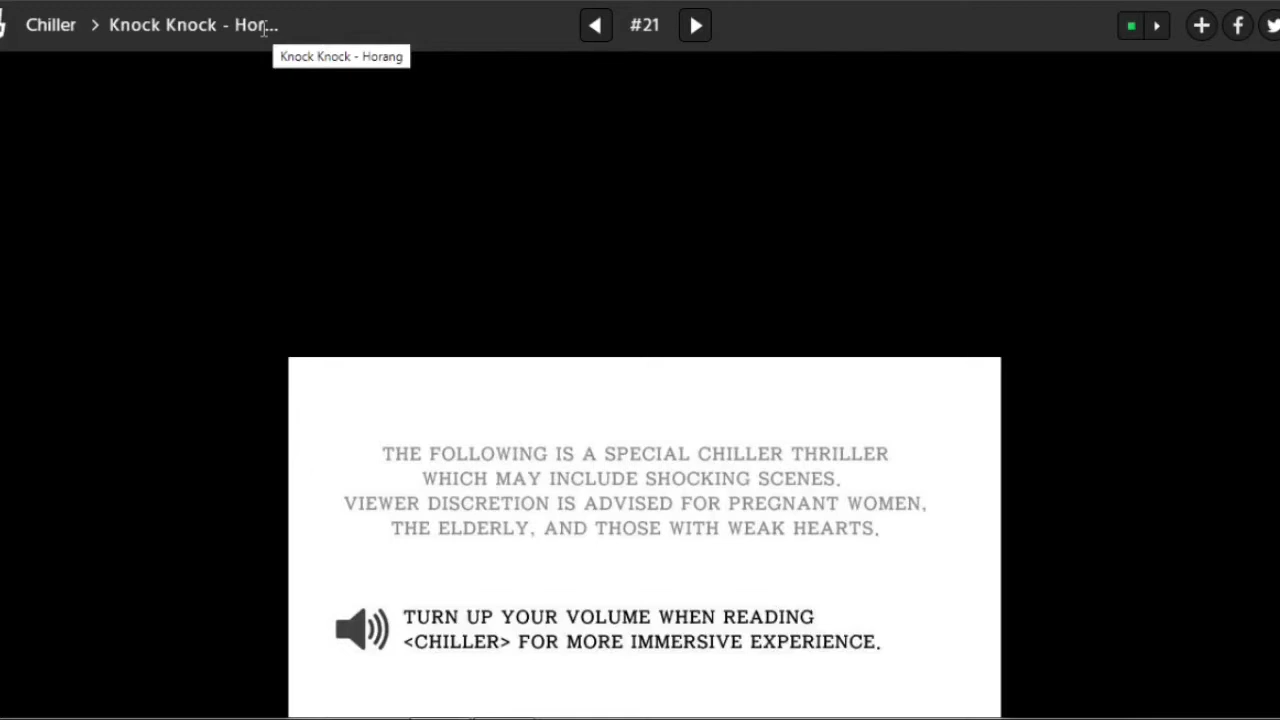 Chiller > Knock Knock - Hor...
#21
Knock Knock - Horang
THE FOLLOWING IS A SPECIAL CHILLER THRILLER
WHICH MAY INCLUDE SHOCKING SCENES.
VIEWER DISCRETION IS ADVISED FOR PREGNANT WOMEN,
THE ELDERLY, AND THOSE WITH WEAK HEARTS.
TURN UP YOUR VOLUME WHEN READING
<CHILLER> FOR MORE IMMERSIVE EXPERIENCE.